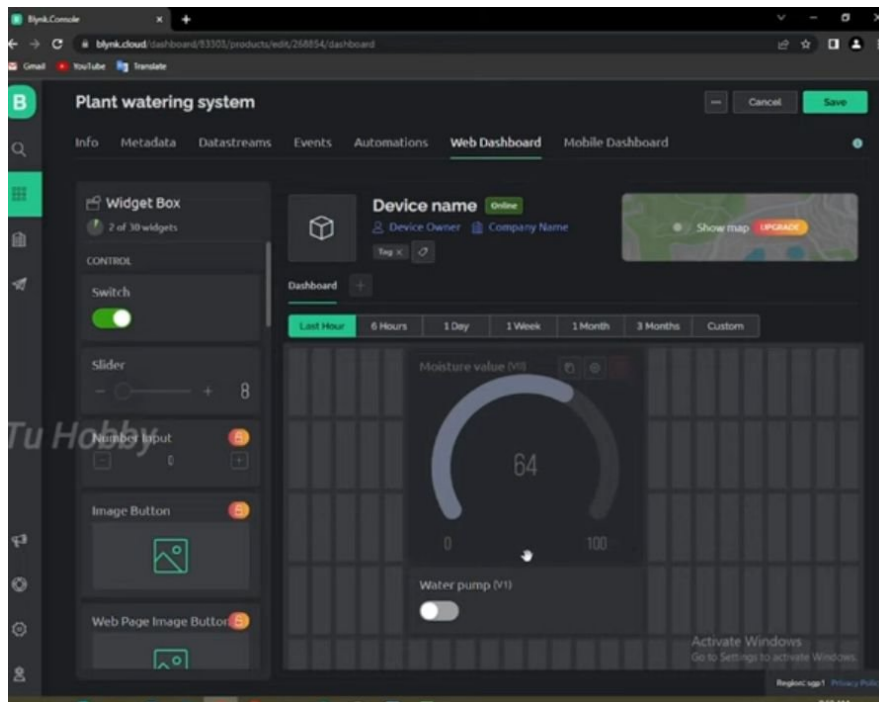 Blynk.Console
blynk.cloud/dashboard/83303/products/edit/268854/dashboard
Gmail YouTube Translate
B
Plant watering system
Cancel Save
Info Metadata Datastreams Events Automations Web Dashboard Mobile Dashboard
Widget Box
2 of 30 widgets
CONTROL
Switch
Slider
8
Number Input
0
Image Button
Web Page Image Button
Device name Online
Device Owner Company Name
Tag
Show map UPGRADE
Dashboard
Last Hour 6 Hours 1 Day 1 Week 1 Month 3 Months Custom
Moisture value
64
0 100
Water pump (V1)
Tu Hobby
Activate Windows
Go to Settings to activate Windows.
Region: sgp1 Privacy Polic